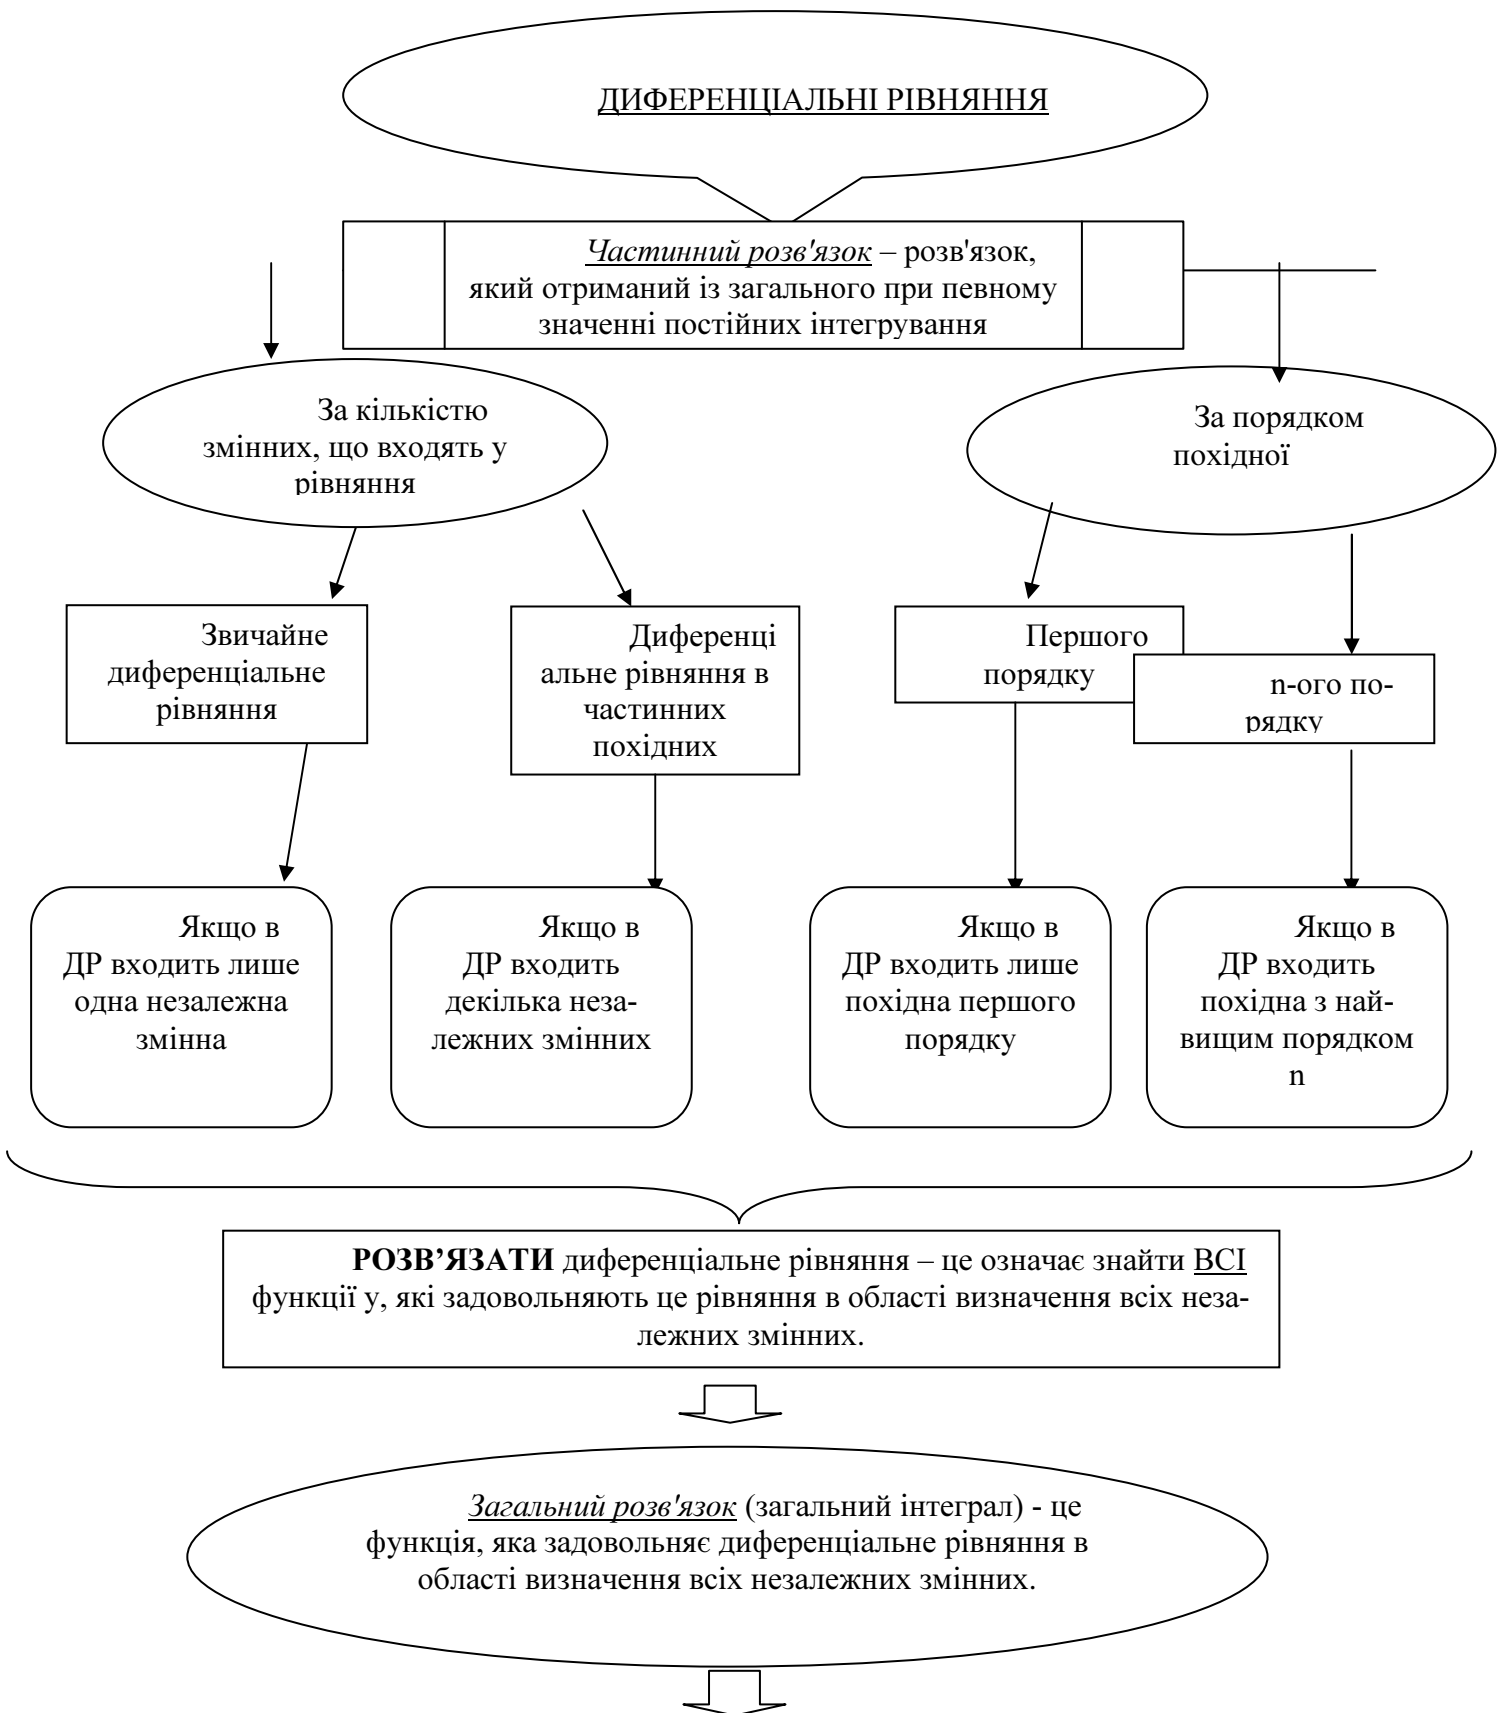 ДИФЕРЕНЦІАЛЬНІ РІВНЯННЯ
Частинний розв'язок – розв'язок,
який отриманий із загального при певному
значенні постійних інтегрування
За кількістю
змінних, що входять у
рівняння
За порядком
похідної
Звичайне
диференціальне
рівняння
Диференці
альне рівняння в
частинних
похідних
Першого
порядку
n-ого по-
рядку
Якщо в
ДР входить лише
одна незалежна
змінна
Якщо в
ДР входить
декілька неза-
лежних змінних
Якщо в
ДР входить лише
похідна першого
порядку
Якщо в
ДР входить
похідна з най-
вищим порядком
n
РОЗВ’ЯЗАТИ диференціальне рівняння – це означає знайти ВСІ
функції y, які задовольняють це рівняння в області визначення всіх неза-
лежних змінних.
Загальний розв'язок (загальний інтеграл) - це
функція, яка задовольняє диференціальне рівняння в
області визначення всіх незалежних змінних.